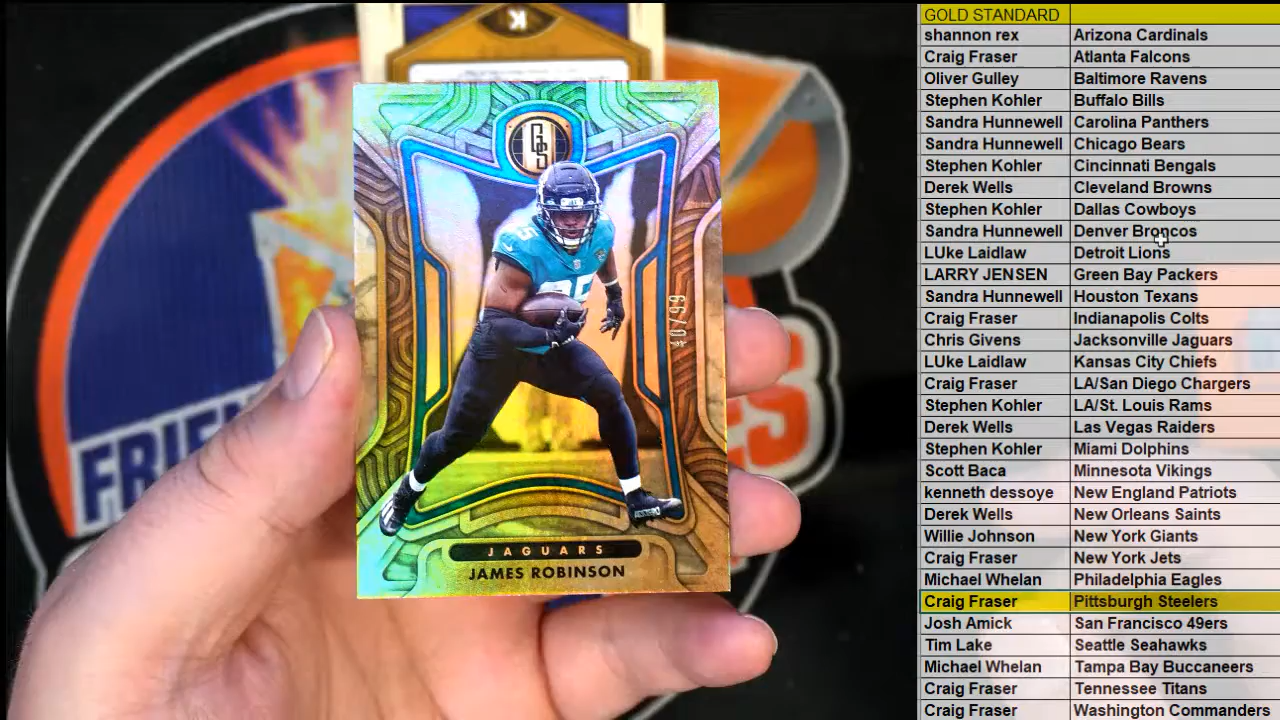 K
GS
25
40/99
JAGUARS
JAMES ROBINSON
GOLD STANDARD
shannon rex Arizona Cardinals
Craig Fraser Atlanta Falcons
Oliver Gulley Baltimore Ravens
Stephen Kohler Buffalo Bills
Sandra Hunnewell Carolina Panthers
Sandra Hunnewell Chicago Bears
Stephen Kohler Cincinnati Bengals
Derek Wells Cleveland Browns
Stephen Kohler Dallas Cowboys
Sandra Hunnewell Denver Broncos
LUke Laidlaw Detroit Lions
LARRY JENSEN Green Bay Packers
Sandra Hunnewell Houston Texans
Craig Fraser Indianapolis Colts
Chris Givens Jacksonville Jaguars
LUke Laidlaw Kansas City Chiefs
Craig Fraser LA/San Diego Chargers
Stephen Kohler LA/St. Louis Rams
Derek Wells Las Vegas Raiders
Stephen Kohler Miami Dolphins
Scott Baca Minnesota Vikings
kenneth dessoye New England Patriots
Derek Wells New Orleans Saints
Willie Johnson New York Giants
Craig Fraser New York Jets
Michael Whelan Philadelphia Eagles
Craig Fraser Pittsburgh Steelers
Josh Amick San Francisco 49ers
Tim Lake Seattle Seahawks
Michael Whelan Tampa Bay Buccaneers
Craig Fraser Tennessee Titans
Craig Fraser Washington Commanders